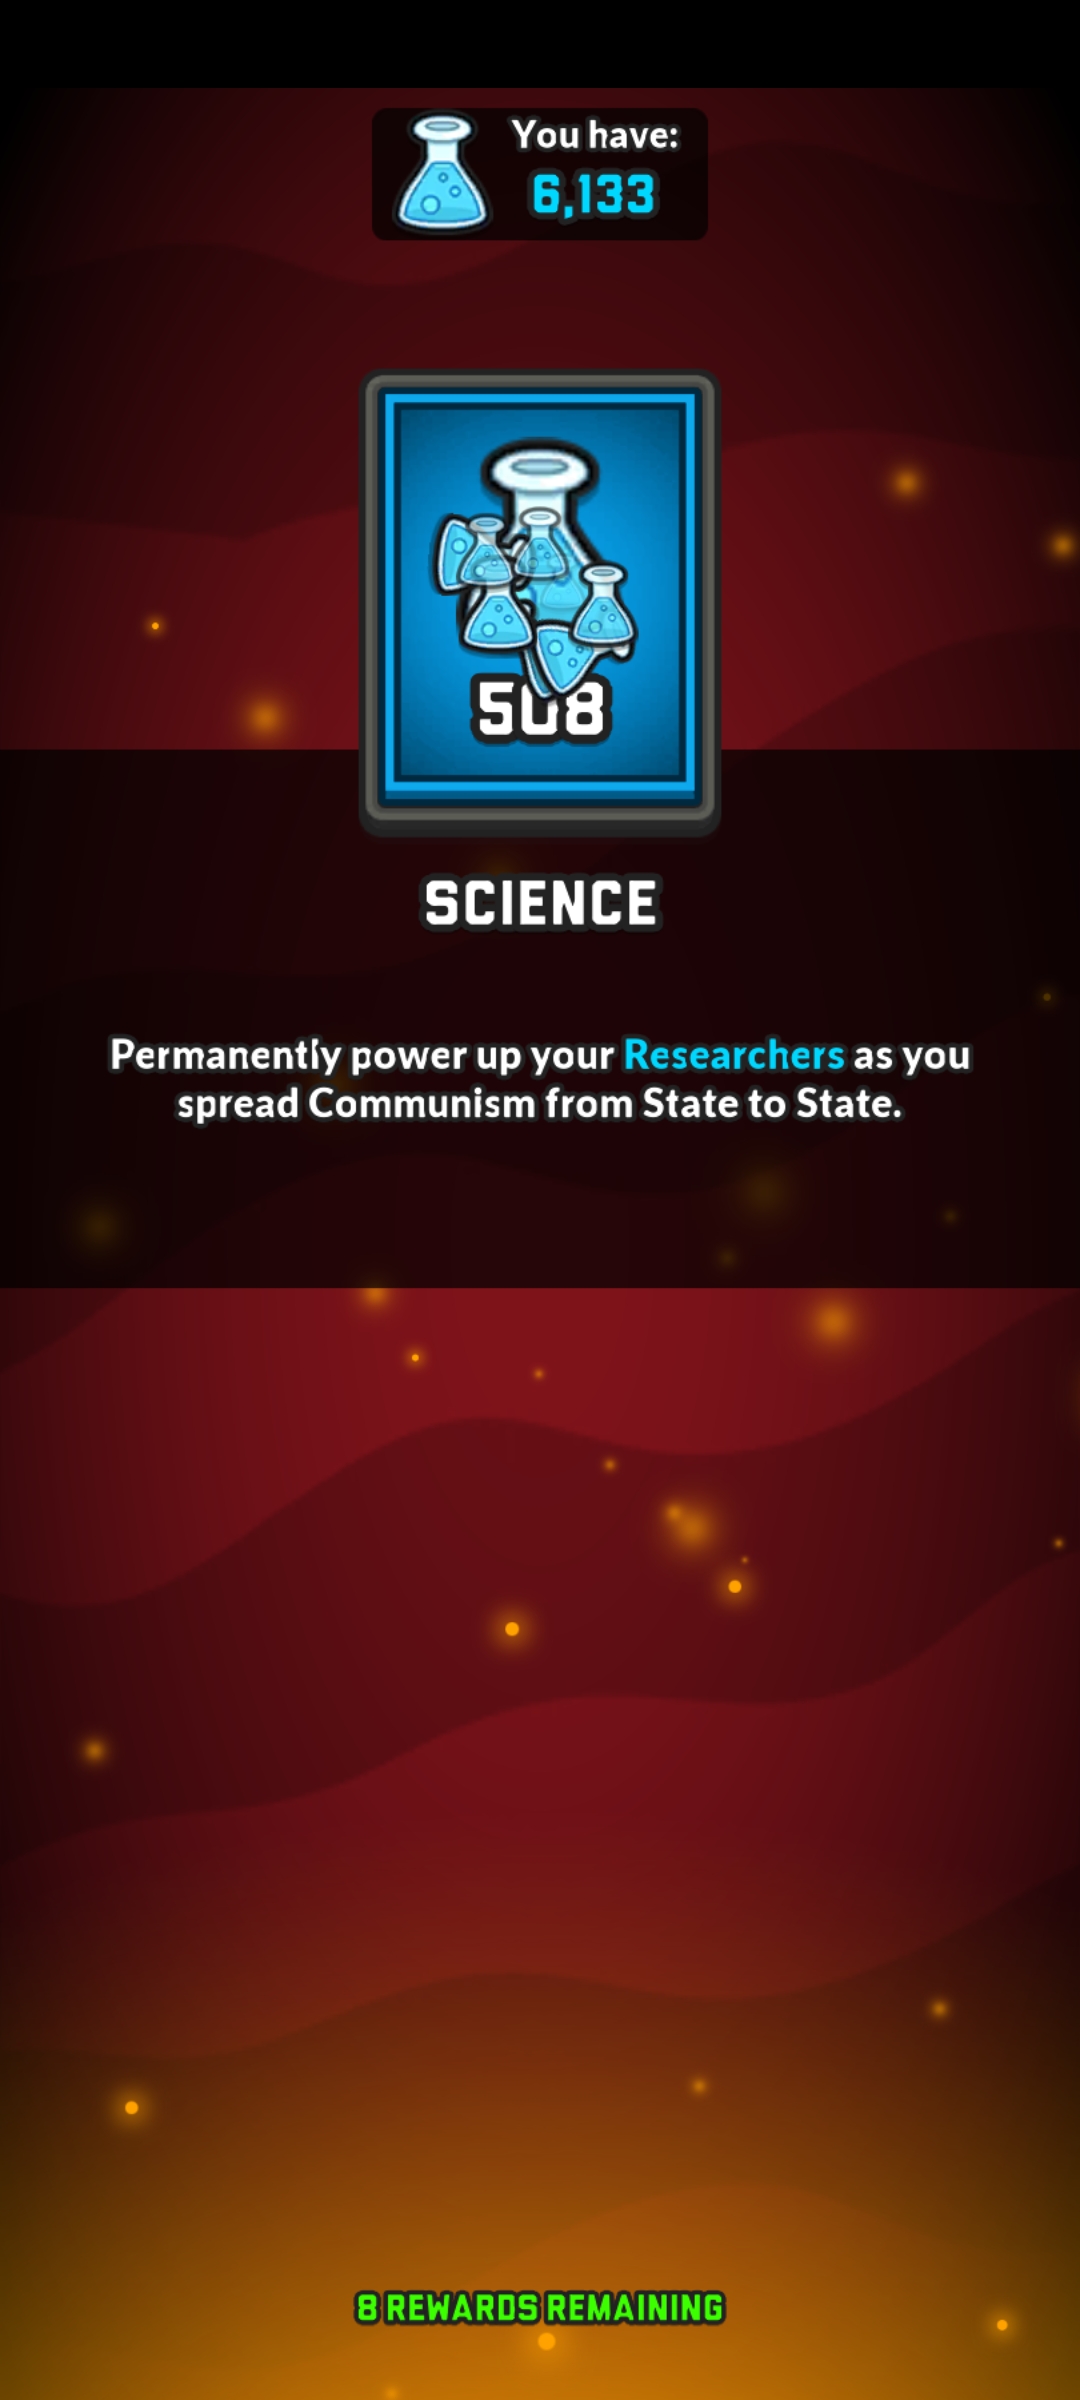 You have:
6,133
508
SCIENCE
Permanently power up your Researchers as you
spread Communism from State to State.
8 REWARDS REMAINING